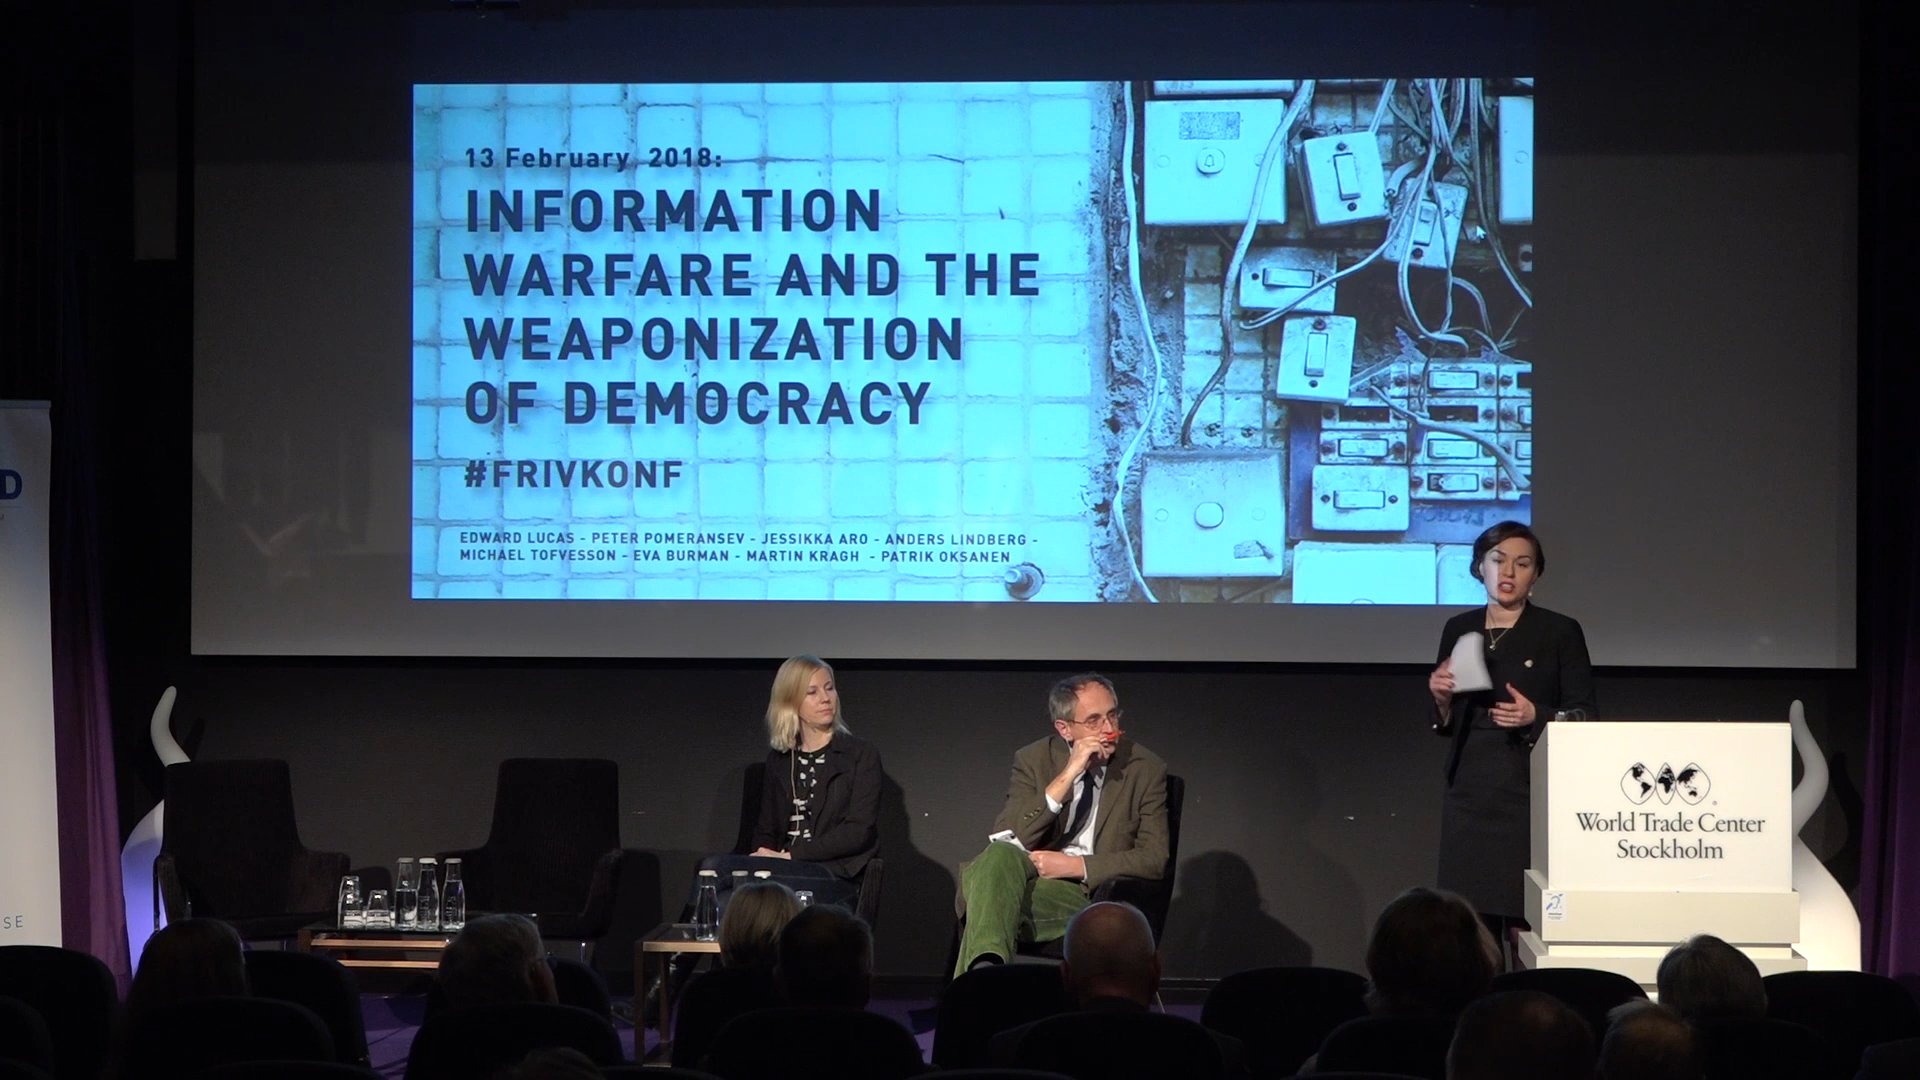 13 February 2018:
INFORMATION
WARFARE AND THE
WEAPONIZATION
OF DEMOCRACY
#FRIVKONF
EDWARD LUCAS - PETER POMERANSEV - JESSIKKA ARO - ANDERS LINDBERG -
MICHAEL TOFVESSON - EVA BURMAN - MARTIN KRAGH - PATRIK OKSANEN
World Trade Center
Stockholm
D
SE